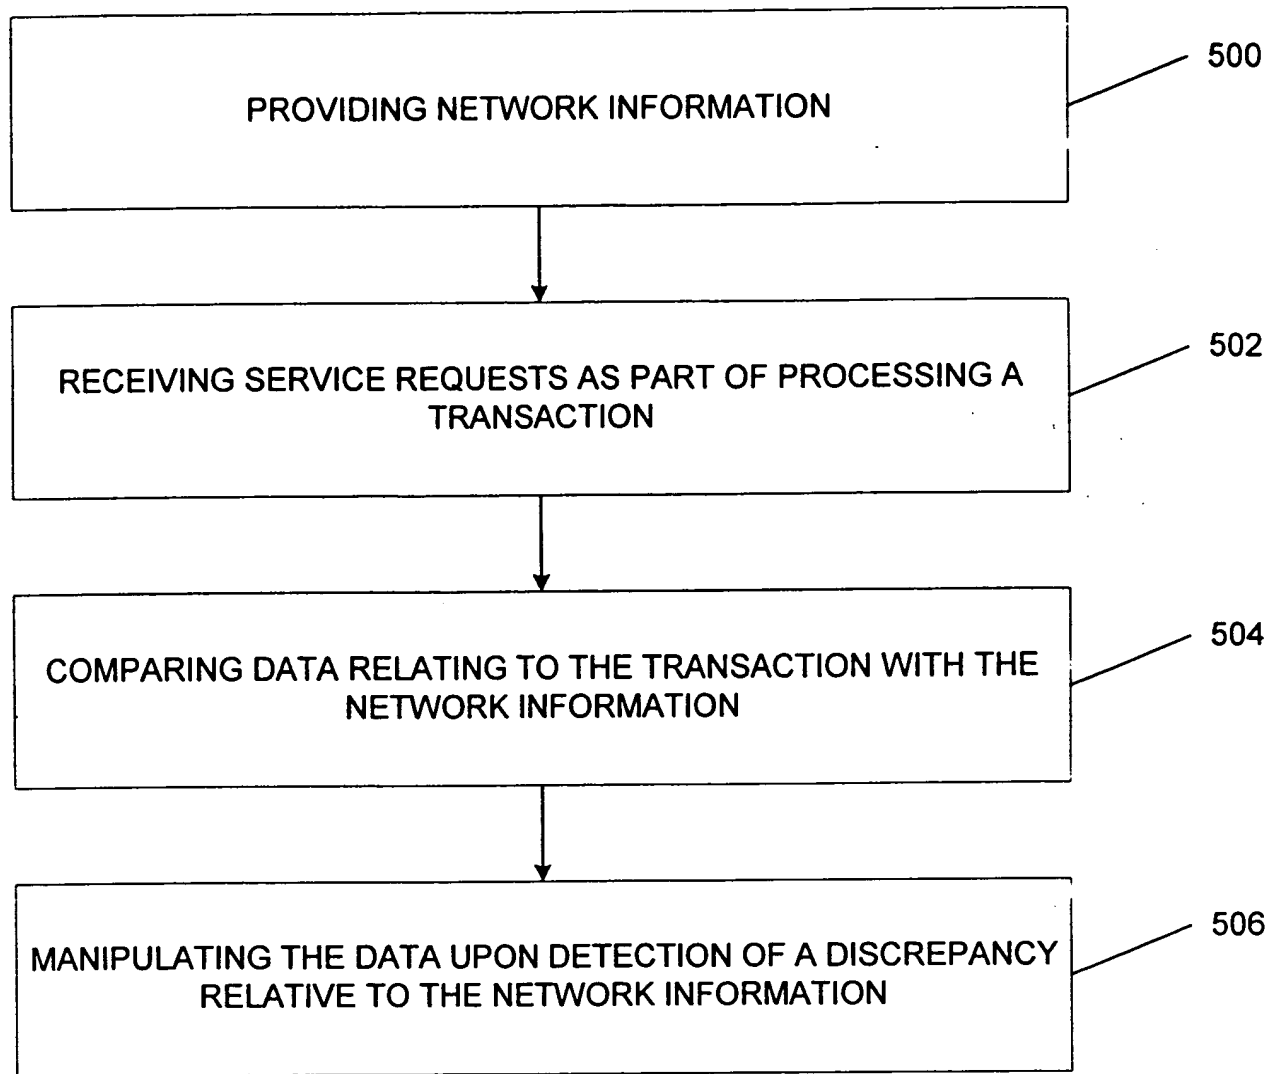 PROVIDING NETWORK INFORMATION
500
RECEIVING SERVICE REQUESTS AS PART OF PROCESSING A
TRANSACTION
502
COMPARING DATA RELATING TO THE TRANSACTION WITH THE
NETWORK INFORMATION
504
MANIPULATING THE DATA UPON DETECTION OF A DISCREPANCY
RELATIVE TO THE NETWORK INFORMATION
506